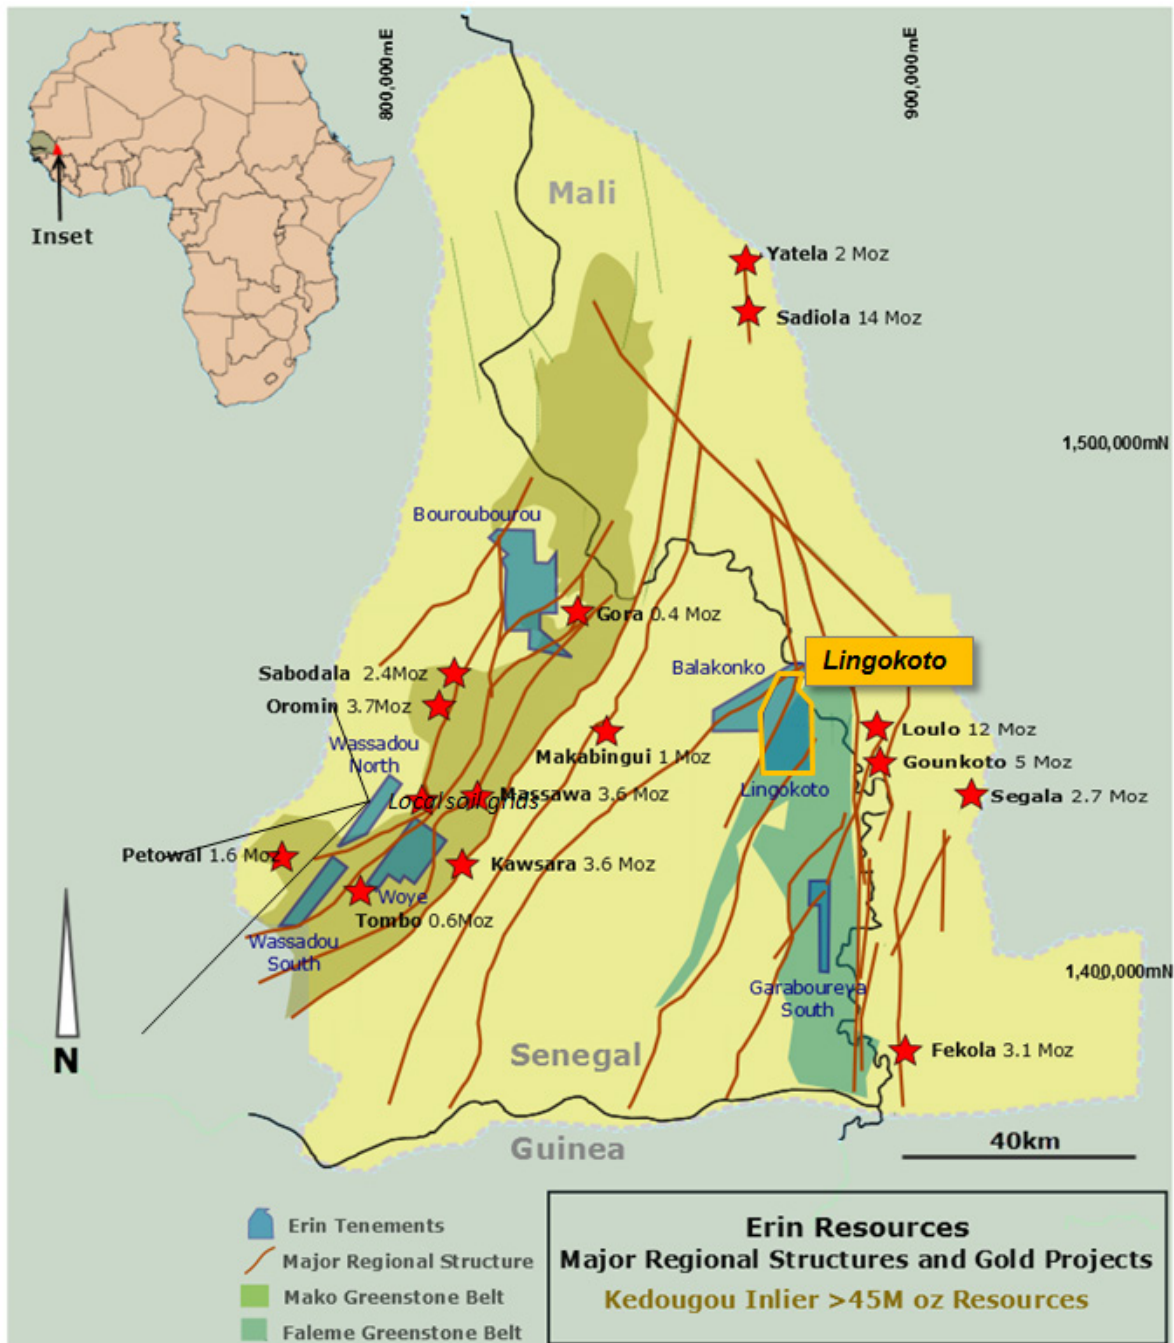 800,000mE
900,000mE
Inset
Mali
Yatela 2 Moz
Sadiola 14 Moz
1,500,000mN
Bouroubourou
Gora 0.4 Moz
Lingokoto
Balakonko
Sabodala 2.4Moz
Oromin 3.7Moz
Wassadou
North
Makabingui 1 Moz
Loulo 12 Moz
Gounkoto 5 Moz
Lingokoto
Segala 2.7 Moz
Local soil grids
Massawa 3.6 Moz
Petowal 1.6 Moz
Kawsara 3.6 Moz
Woye
Tombo 0.6Moz
Wassadou
South
1,400,000mN
Garaboureya
South
Senegal
Fekola 3.1 Moz
N
Guinea
40km
Erin Tenements
Major Regional Structure
Mako Greenstone Belt
Faleme Greenstone Belt
Erin Resources
Major Regional Structures and Gold Projects
Kedougou Inlier >45M oz Resources